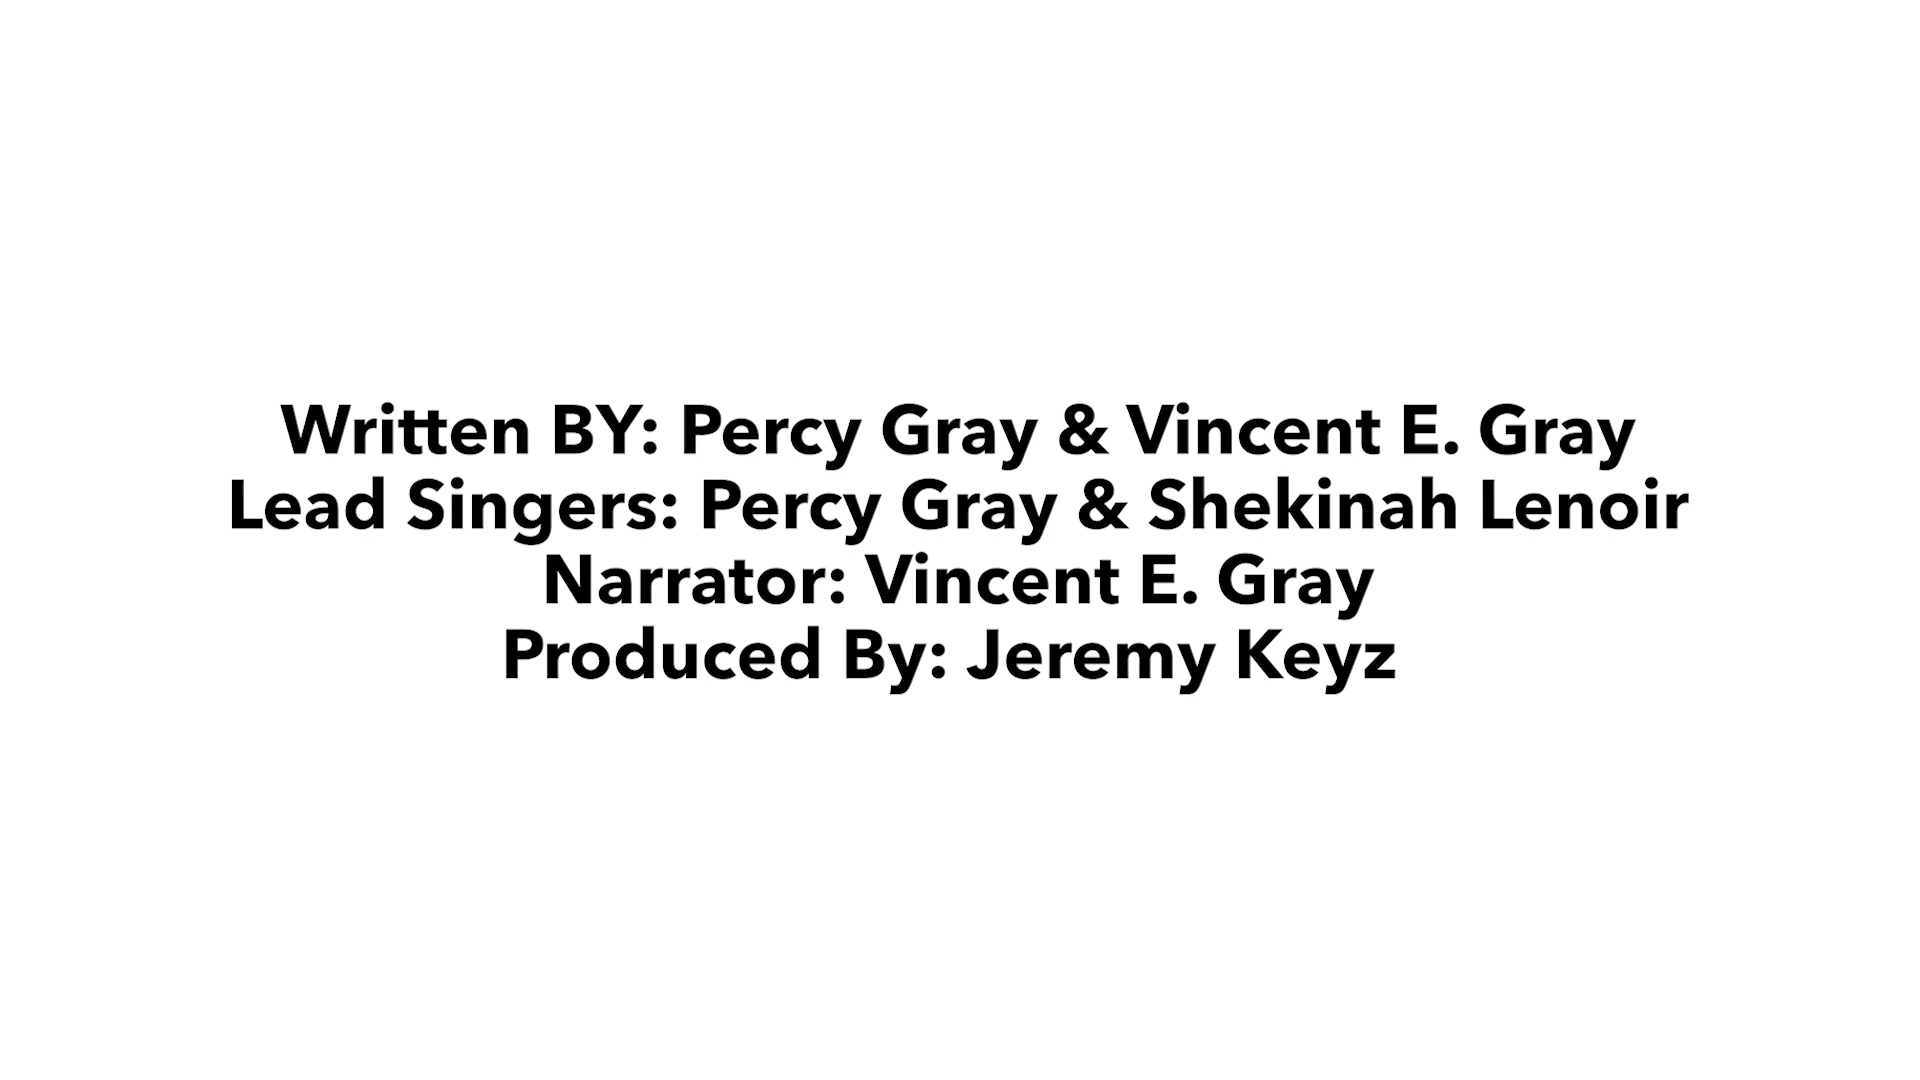 Written BY: Percy Gray & Vincent E. Gray
Lead Singers: Percy Gray & Shekinah Lenoir
Narrator: Vincent E. Gray
Produced By: Jeremy Keyz